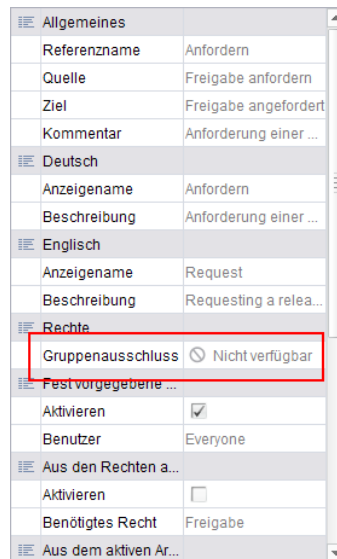 Allgemeines
Referenzname Anfordern
Quelle Freigabe anfordern
Ziel Freigabe angefordert
Kommentar Anforderung einer ...
Deutsch
Anzeigename Anfordern
Beschreibung Anforderung einer ...
Englisch
Anzeigename Request
Beschreibung Requesting a relea...
Rechte
Gruppenausschluss Nicht verfügbar
Fest vorgegebene ...
Aktivieren
Benutzer Everyone
Aus den Rechten a...
Aktivieren
Benötigtes Recht Freigabe
Aus dem aktiven Ar...